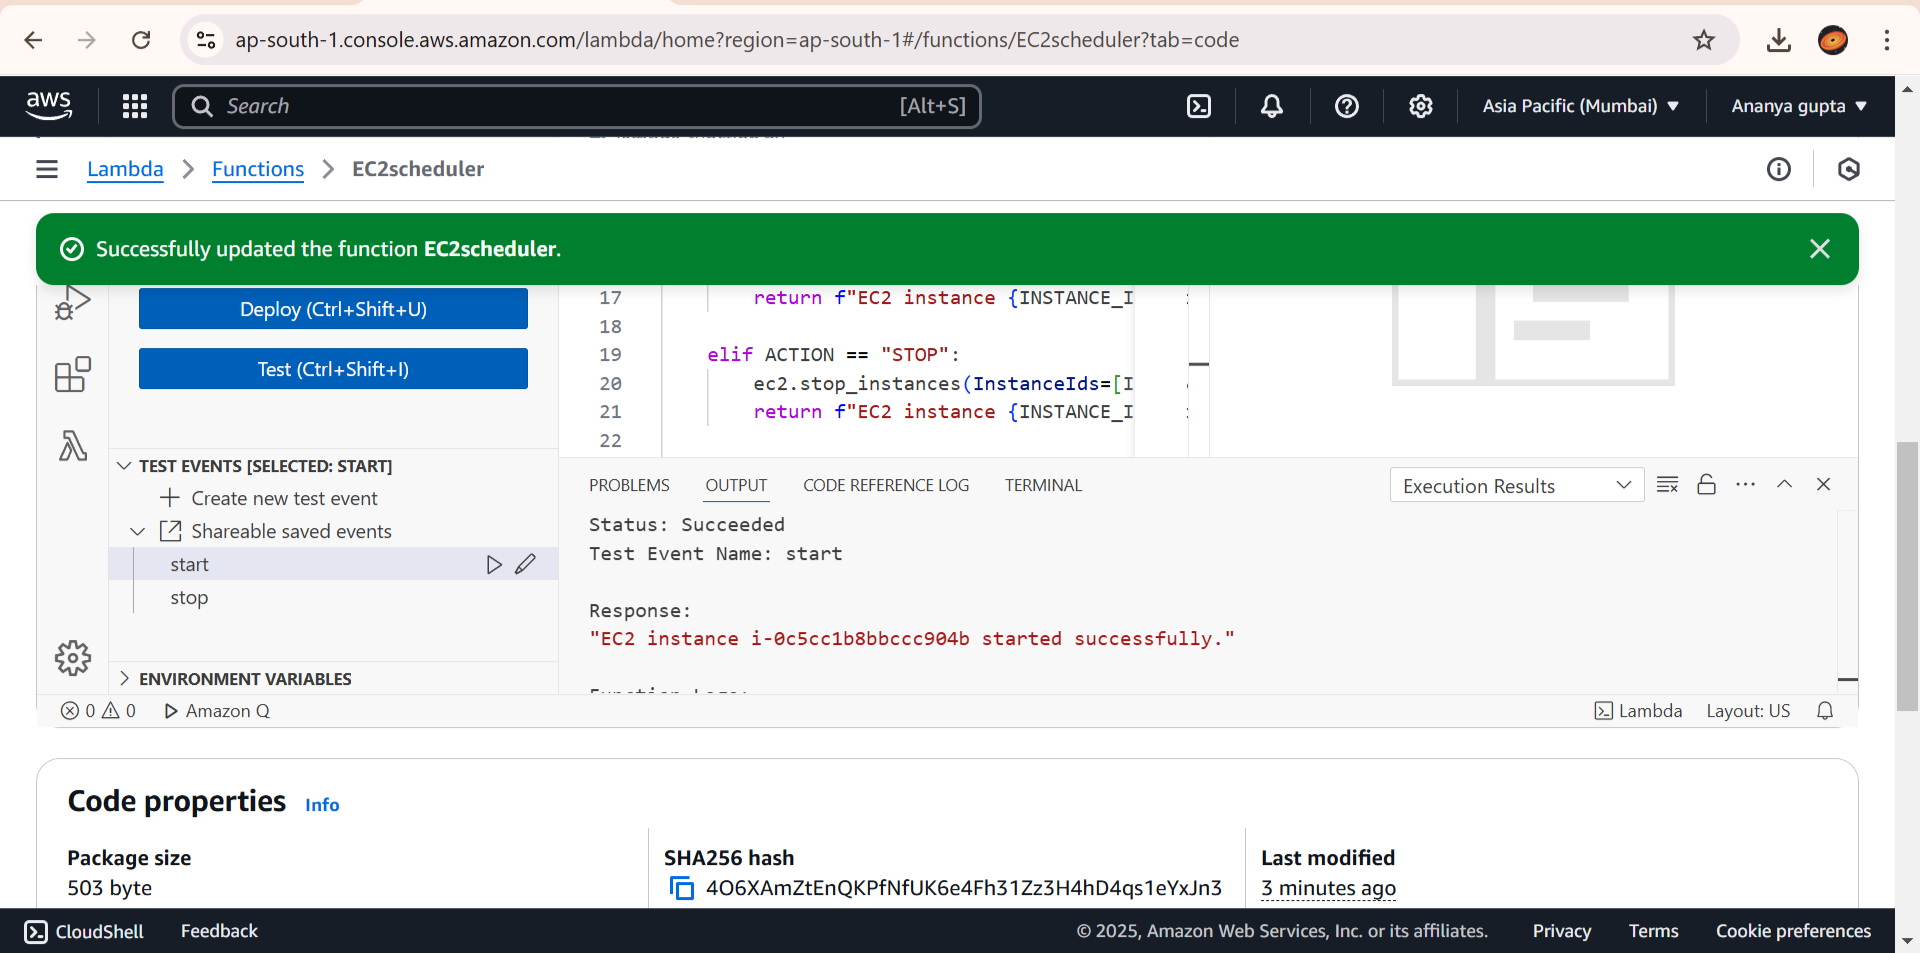 ap-south-1.console.aws.amazon.com/lambda/home?region=ap-south-1#/functions/EC2scheduler?tab=code
aws
Search
[Alt+S]
Asia Pacific (Mumbai)
Ananya gupta
Lambda
Functions
EC2scheduler
Successfully updated the function EC2scheduler.
Deploy (Ctrl+Shift+U)
Test (Ctrl+Shift+I)
17 return f"EC2 instance {INSTANCE_I
18
19 elif ACTION == "STOP":
20 ec2.stop_instances(InstanceIds=[I
21 return f"EC2 instance {INSTANCE_I
22
TEST EVENTS [SELECTED: START]
Create new test event
Shareable saved events
start
stop
ENVIRONMENT VARIABLES
PROBLEMS
OUTPUT
CODE REFERENCE LOG
TERMINAL
Execution Results
Status: Succeeded
Test Event Name: start
Response:
"EC2 instance i-0c5cc1b8bbccc904b started successfully."
0
0
Amazon Q
Lambda
Layout: US
Code properties
Info
Package size
503 byte
SHA256 hash
4O6XAmZtEnQKPfNfUK6e4Fh31Zz3H4hD4qs1eYxJn3
Last modified
3 minutes ago
CloudShell
Feedback
© 2025, Amazon Web Services, Inc. or its affiliates.
Privacy
Terms
Cookie preferences